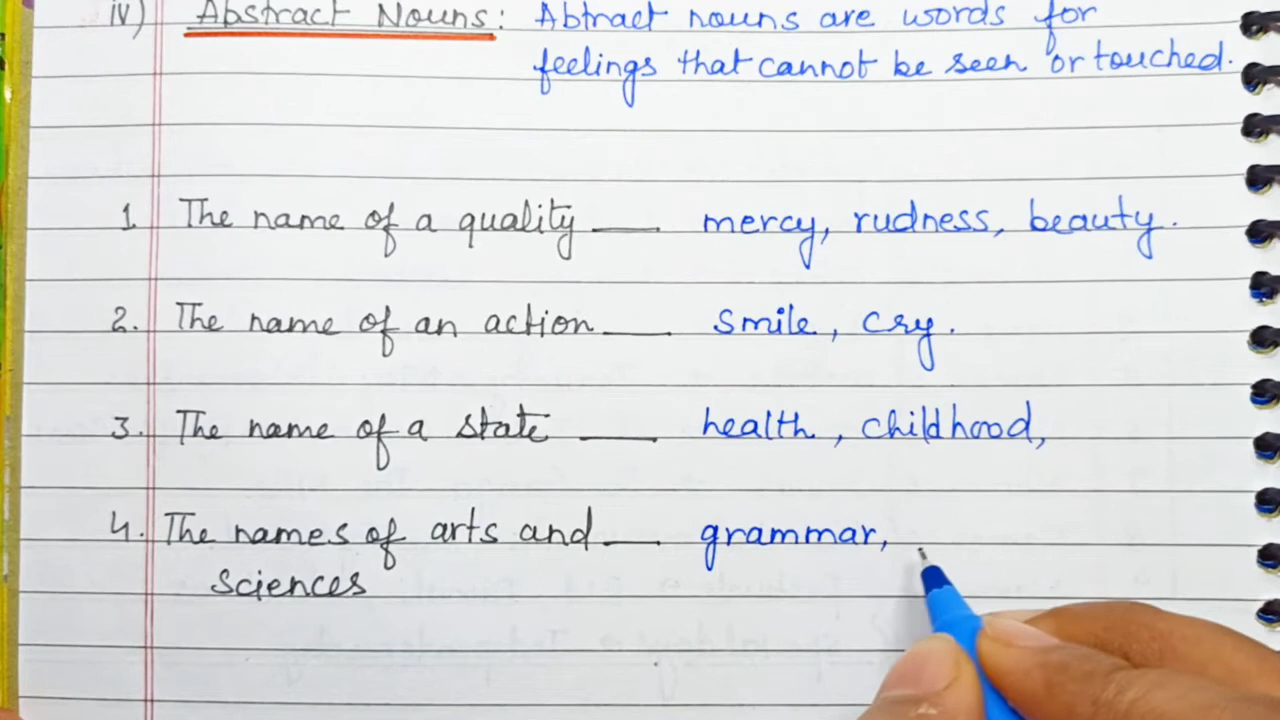 iv) Abstract Nouns: Abtract nouns are words for
feelings that cannot be seen or touched.
1. The name of a quality ___. mercy, rudness, beauty.
2. The name of an action ___. smile, cry.
3. The name of a state ___. health, childhood,
4. The names of arts and ___. grammar,
Sciences